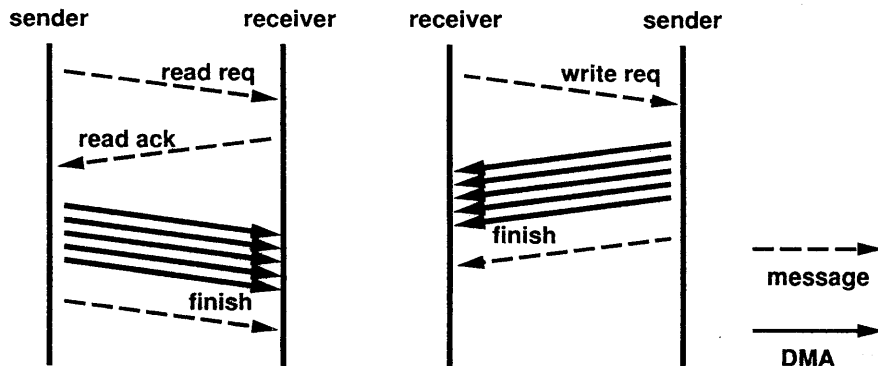 sender receiver receiver sender
read req write req
read ack
finish
finish
message
DMA